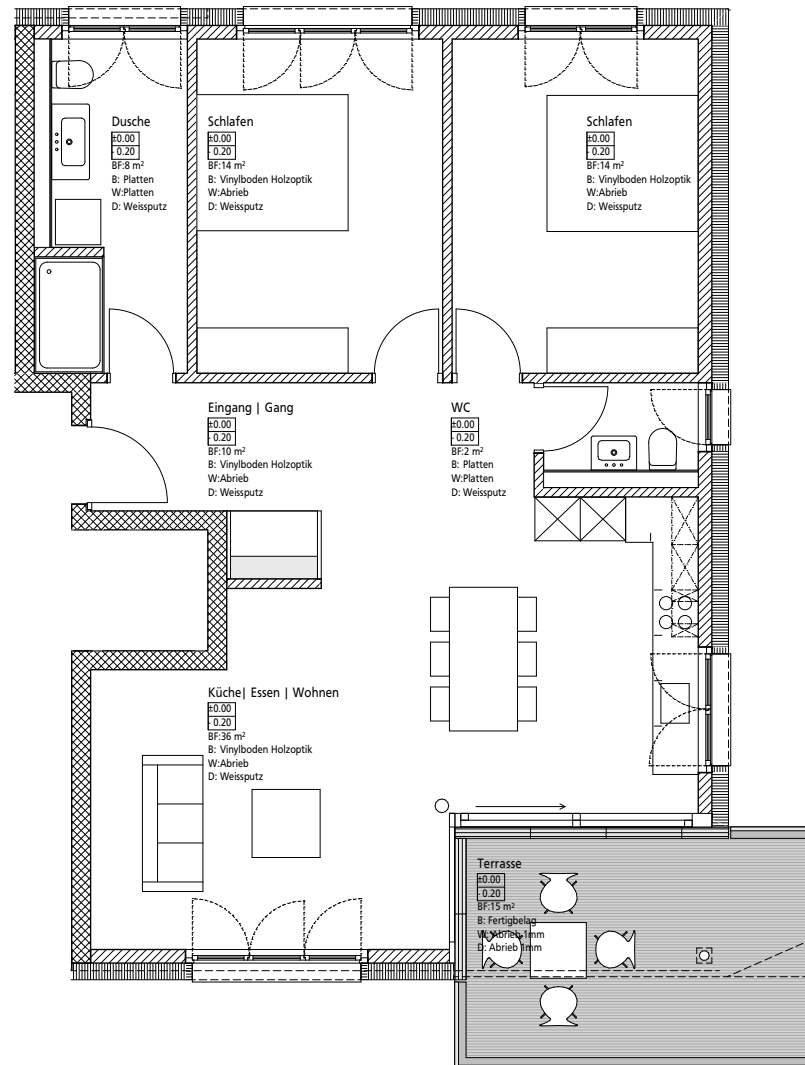 Dusche
±0.00
- 0.20
BF:8 m²
B: Platten
W:Platten
D: Weissputz
Schlafen
±0.00
- 0.20
BF:14 m²
B: Vinylboden Holzoptik
W:Abrieb
D: Weissputz
Schlafen
±0.00
- 0.20
BF:14 m²
B: Vinylboden Holzoptik
W:Abrieb
D: Weissputz
Eingang | Gang
±0.00
- 0.20
BF:10 m²
B: Vinylboden Holzoptik
W:Abrieb
D: Weissputz
WC
±0.00
- 0.20
BF:2 m²
B: Platten
W:Platten
D: Weissputz
Küche| Essen | Wohnen
±0.00
- 0.20
BF:36 m²
B: Vinylboden Holzoptik
W:Abrieb
D: Weissputz
Terrasse
±0.00
- 0.20
BF:15 m²
B: Fertigbelag
W: Abrieb 1mm
D: Abrieb 1mm